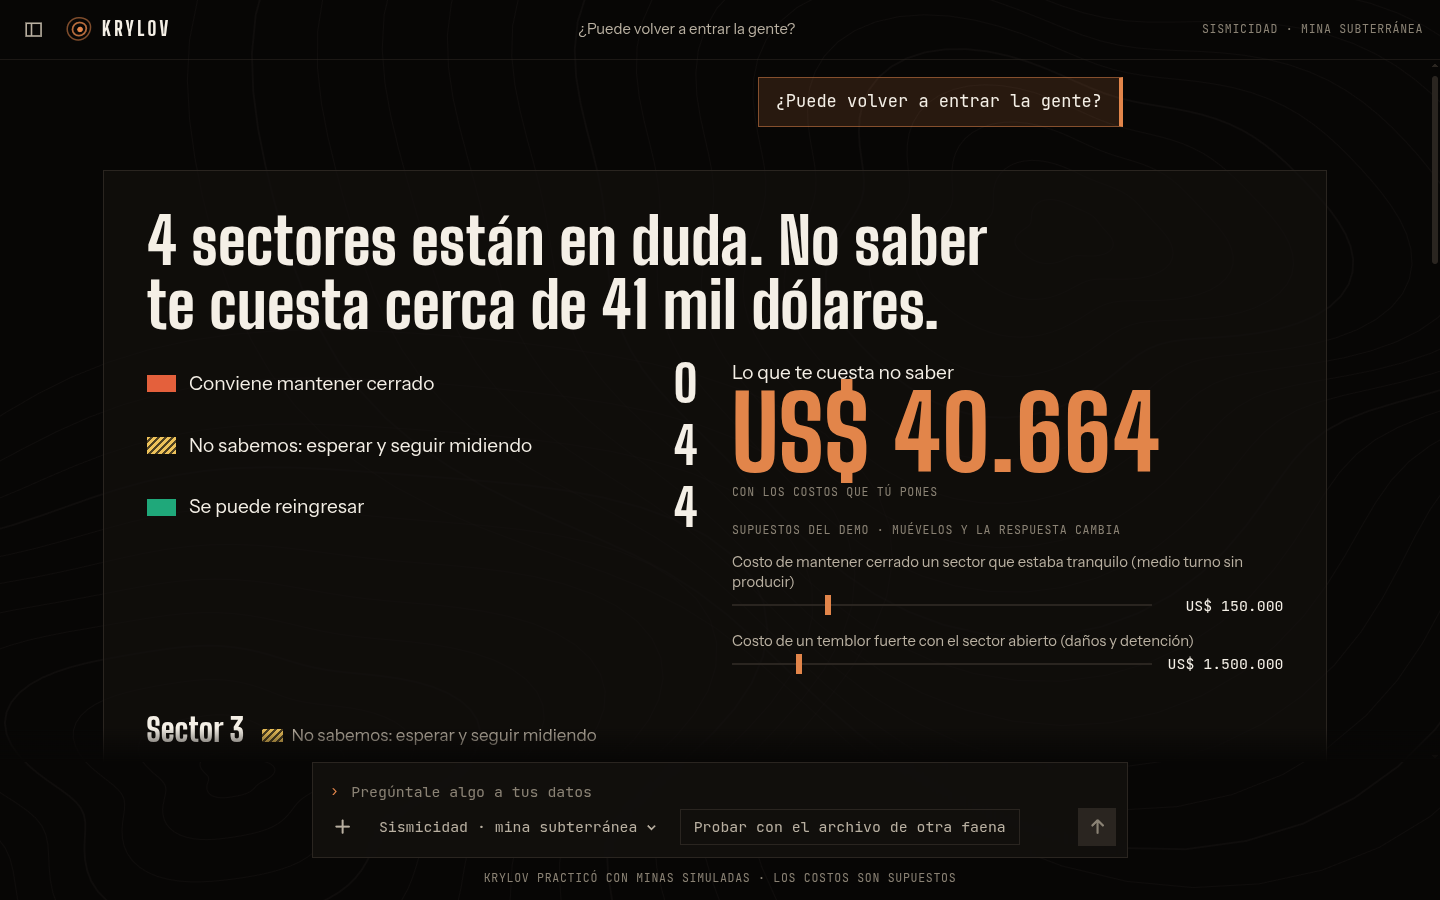 KRYLOV
¿Puede volver a entrar la gente?
SISMICIDAD · MINA SUBTERRÁNEA
¿Puede volver a entrar la gente?
4 sectores están en duda. No saber
te cuesta cerca de 41 mil dólares.
Conviene mantener cerrado 0
No sabemos: esperar y seguir midiendo 4
Se puede reingresar 4
Lo que te cuesta no saber
US$ 40.664
CON LOS COSTOS QUE TÚ PONES
SUPUESTOS DEL DEMO · MUÉVELOS Y LA RESPUESTA CAMBIA
Costo de mantener cerrado un sector que estaba tranquilo (medio turno sin
producir)
US$ 150.000
Costo de un temblor fuerte con el sector abierto (daños y detención)
US$ 1.500.000
Sector 3 No sabemos: esperar y seguir midiendo
› Pregúntale algo a tus datos
Sismicidad · mina subterránea
Probar con el archivo de otra faena
KRYLOV PRACTICÓ CON MINAS SIMULADAS · LOS COSTOS SON SUPUESTOS